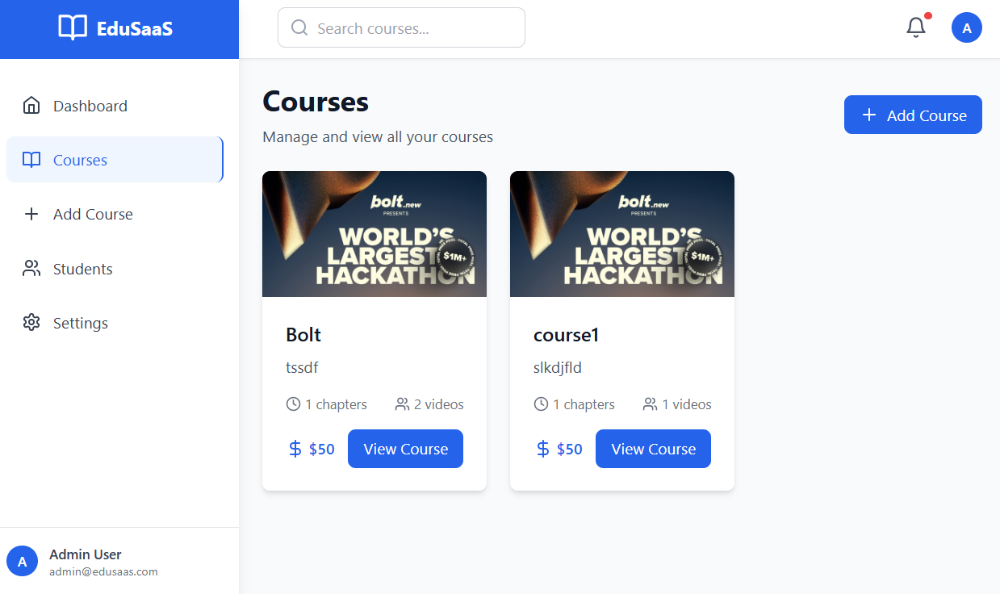 EduSaaS
Search courses...
A
Dashboard
Courses
Add Course
Students
Settings
Admin User
admin@edusaas.com
A
Courses
Manage and view all your courses
Add Course
bolt.new
PRESENTS
WORLD'S
LARGEST
HACKATHON
$1M+
Bolt
tssdf
1 chapters
2 videos
$ $50
View Course
bolt.new
PRESENTS
WORLD'S
LARGEST
HACKATHON
$1M+
course1
slkdjfld
1 chapters
1 videos
$ $50
View Course